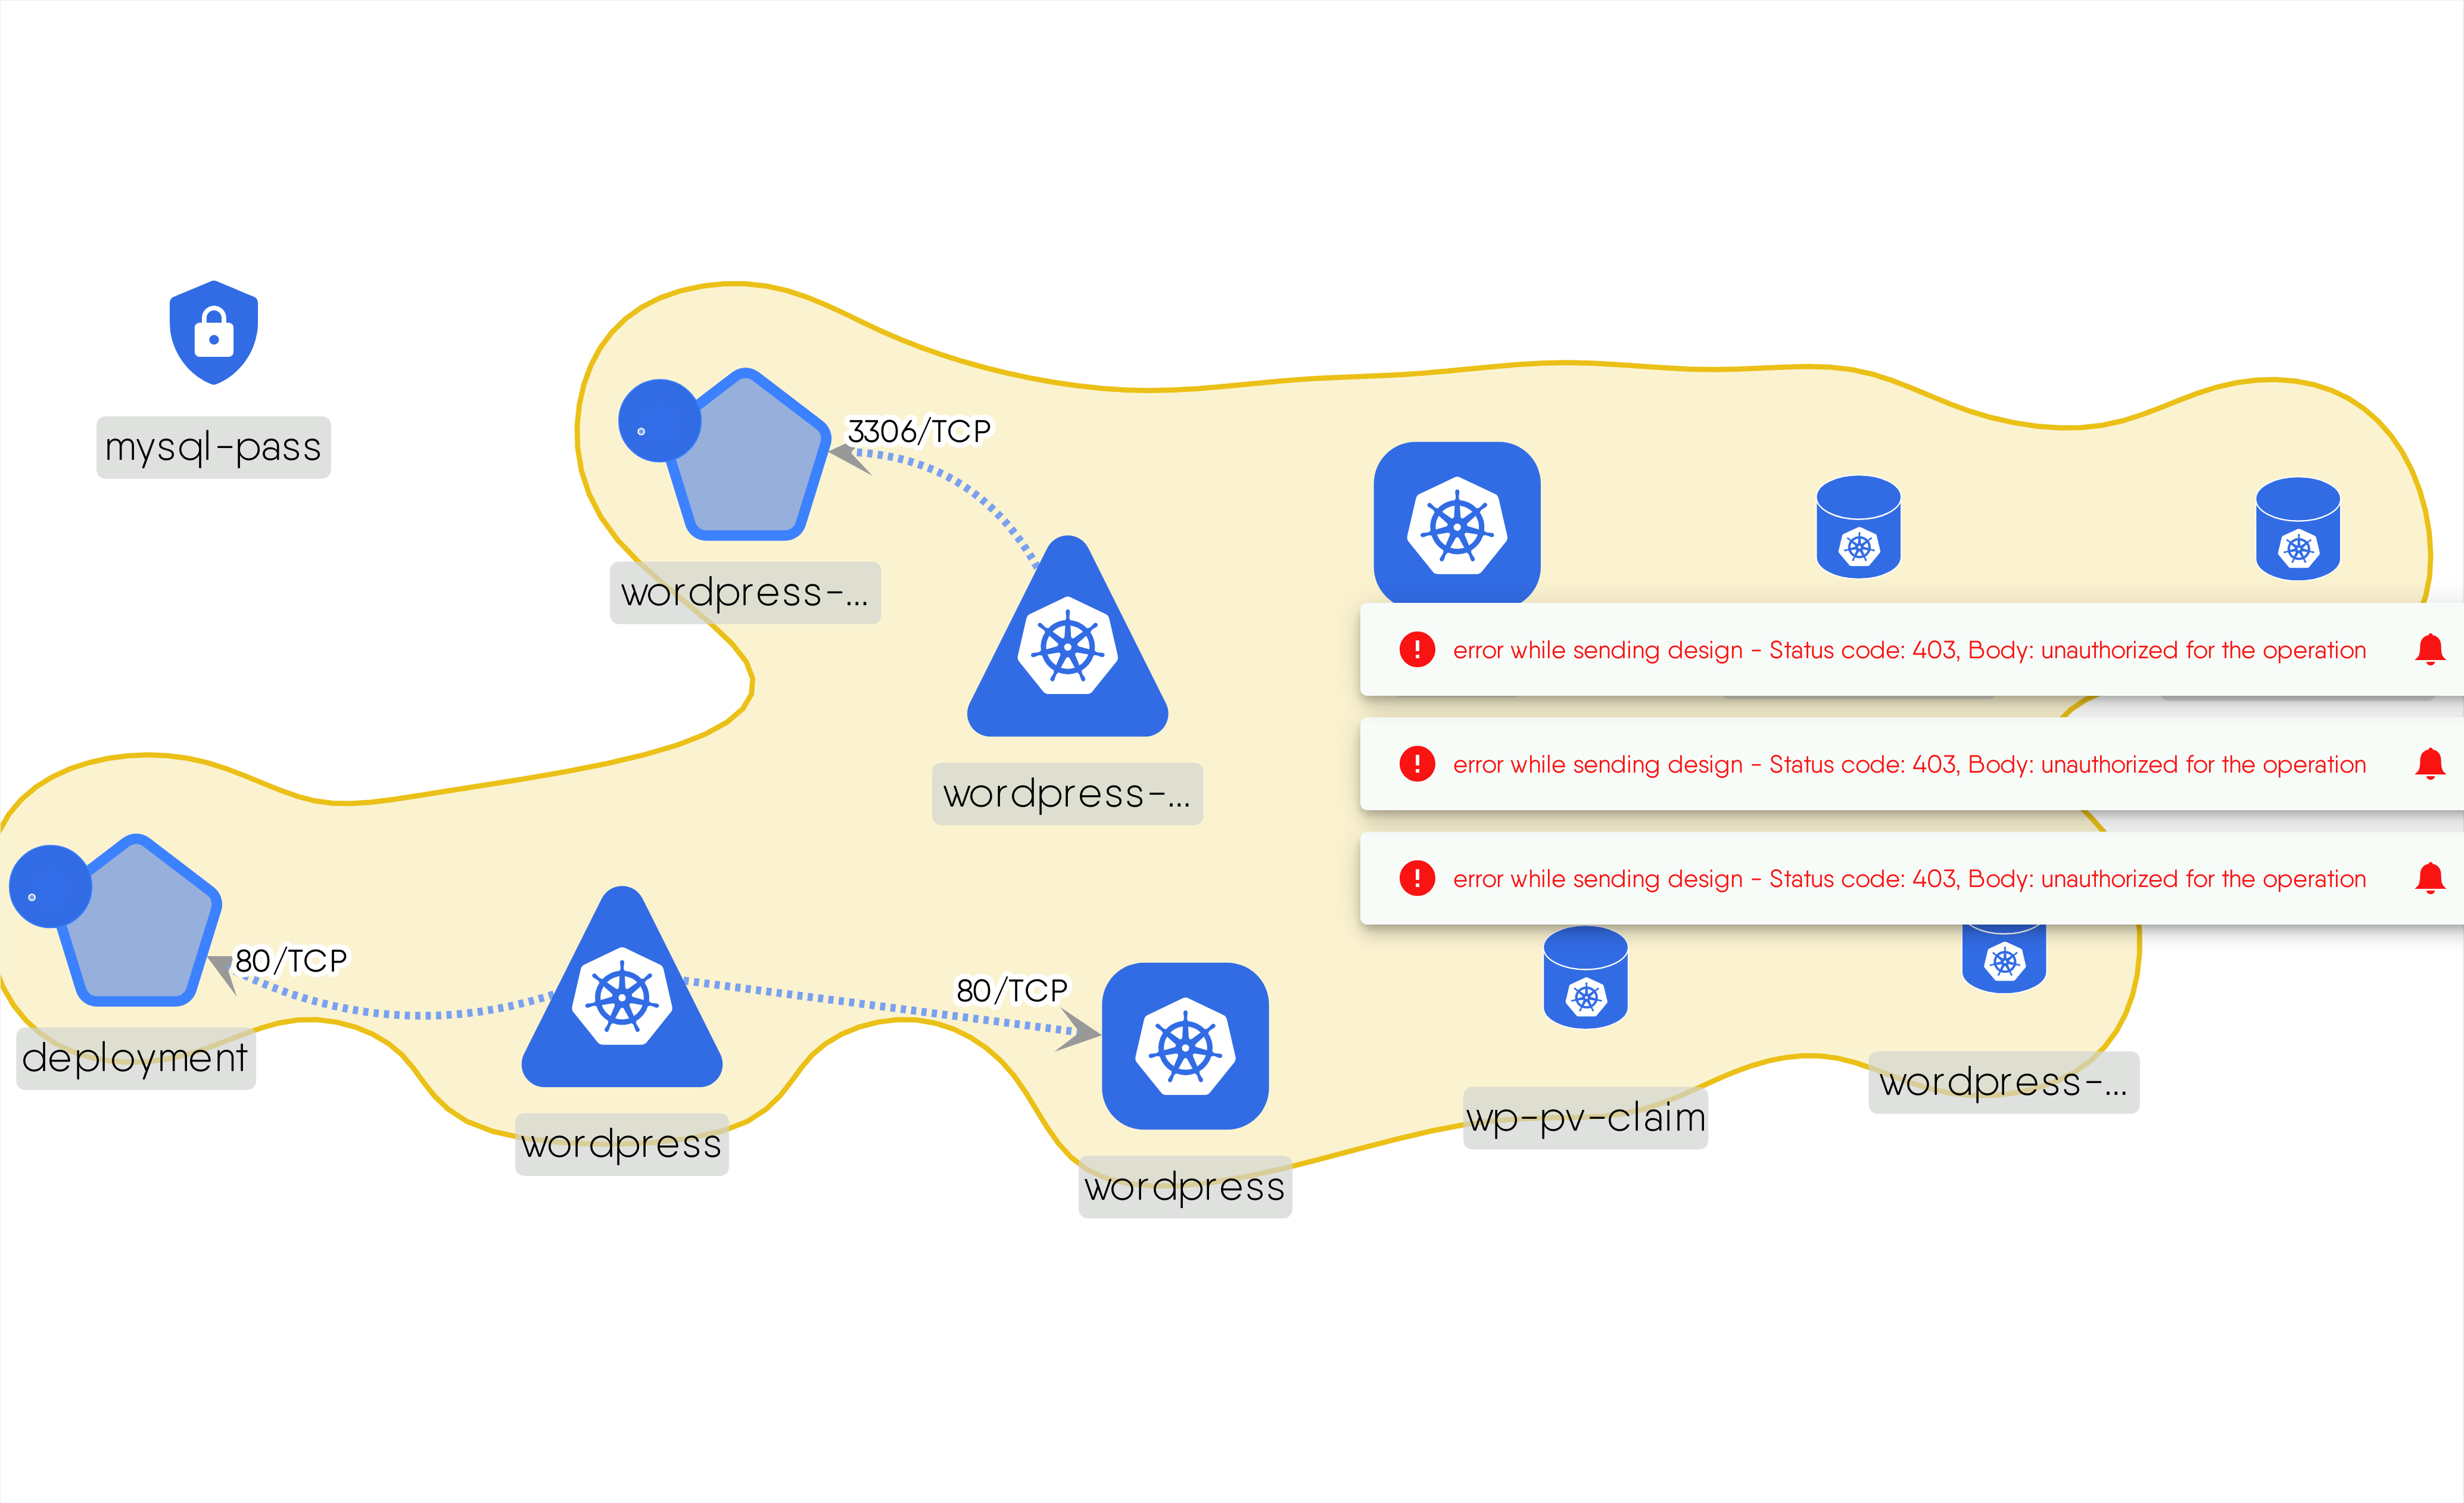 mysql-pass
3306/TCP
wordpress-...
wordpress-...
error while sending design - Status code: 403, Body: unauthorized for the operation
error while sending design - Status code: 403, Body: unauthorized for the operation
error while sending design - Status code: 403, Body: unauthorized for the operation
80/TCP
80/TCP
deployment
wordpress
wordpress
wp-pv-claim
wordpress-...